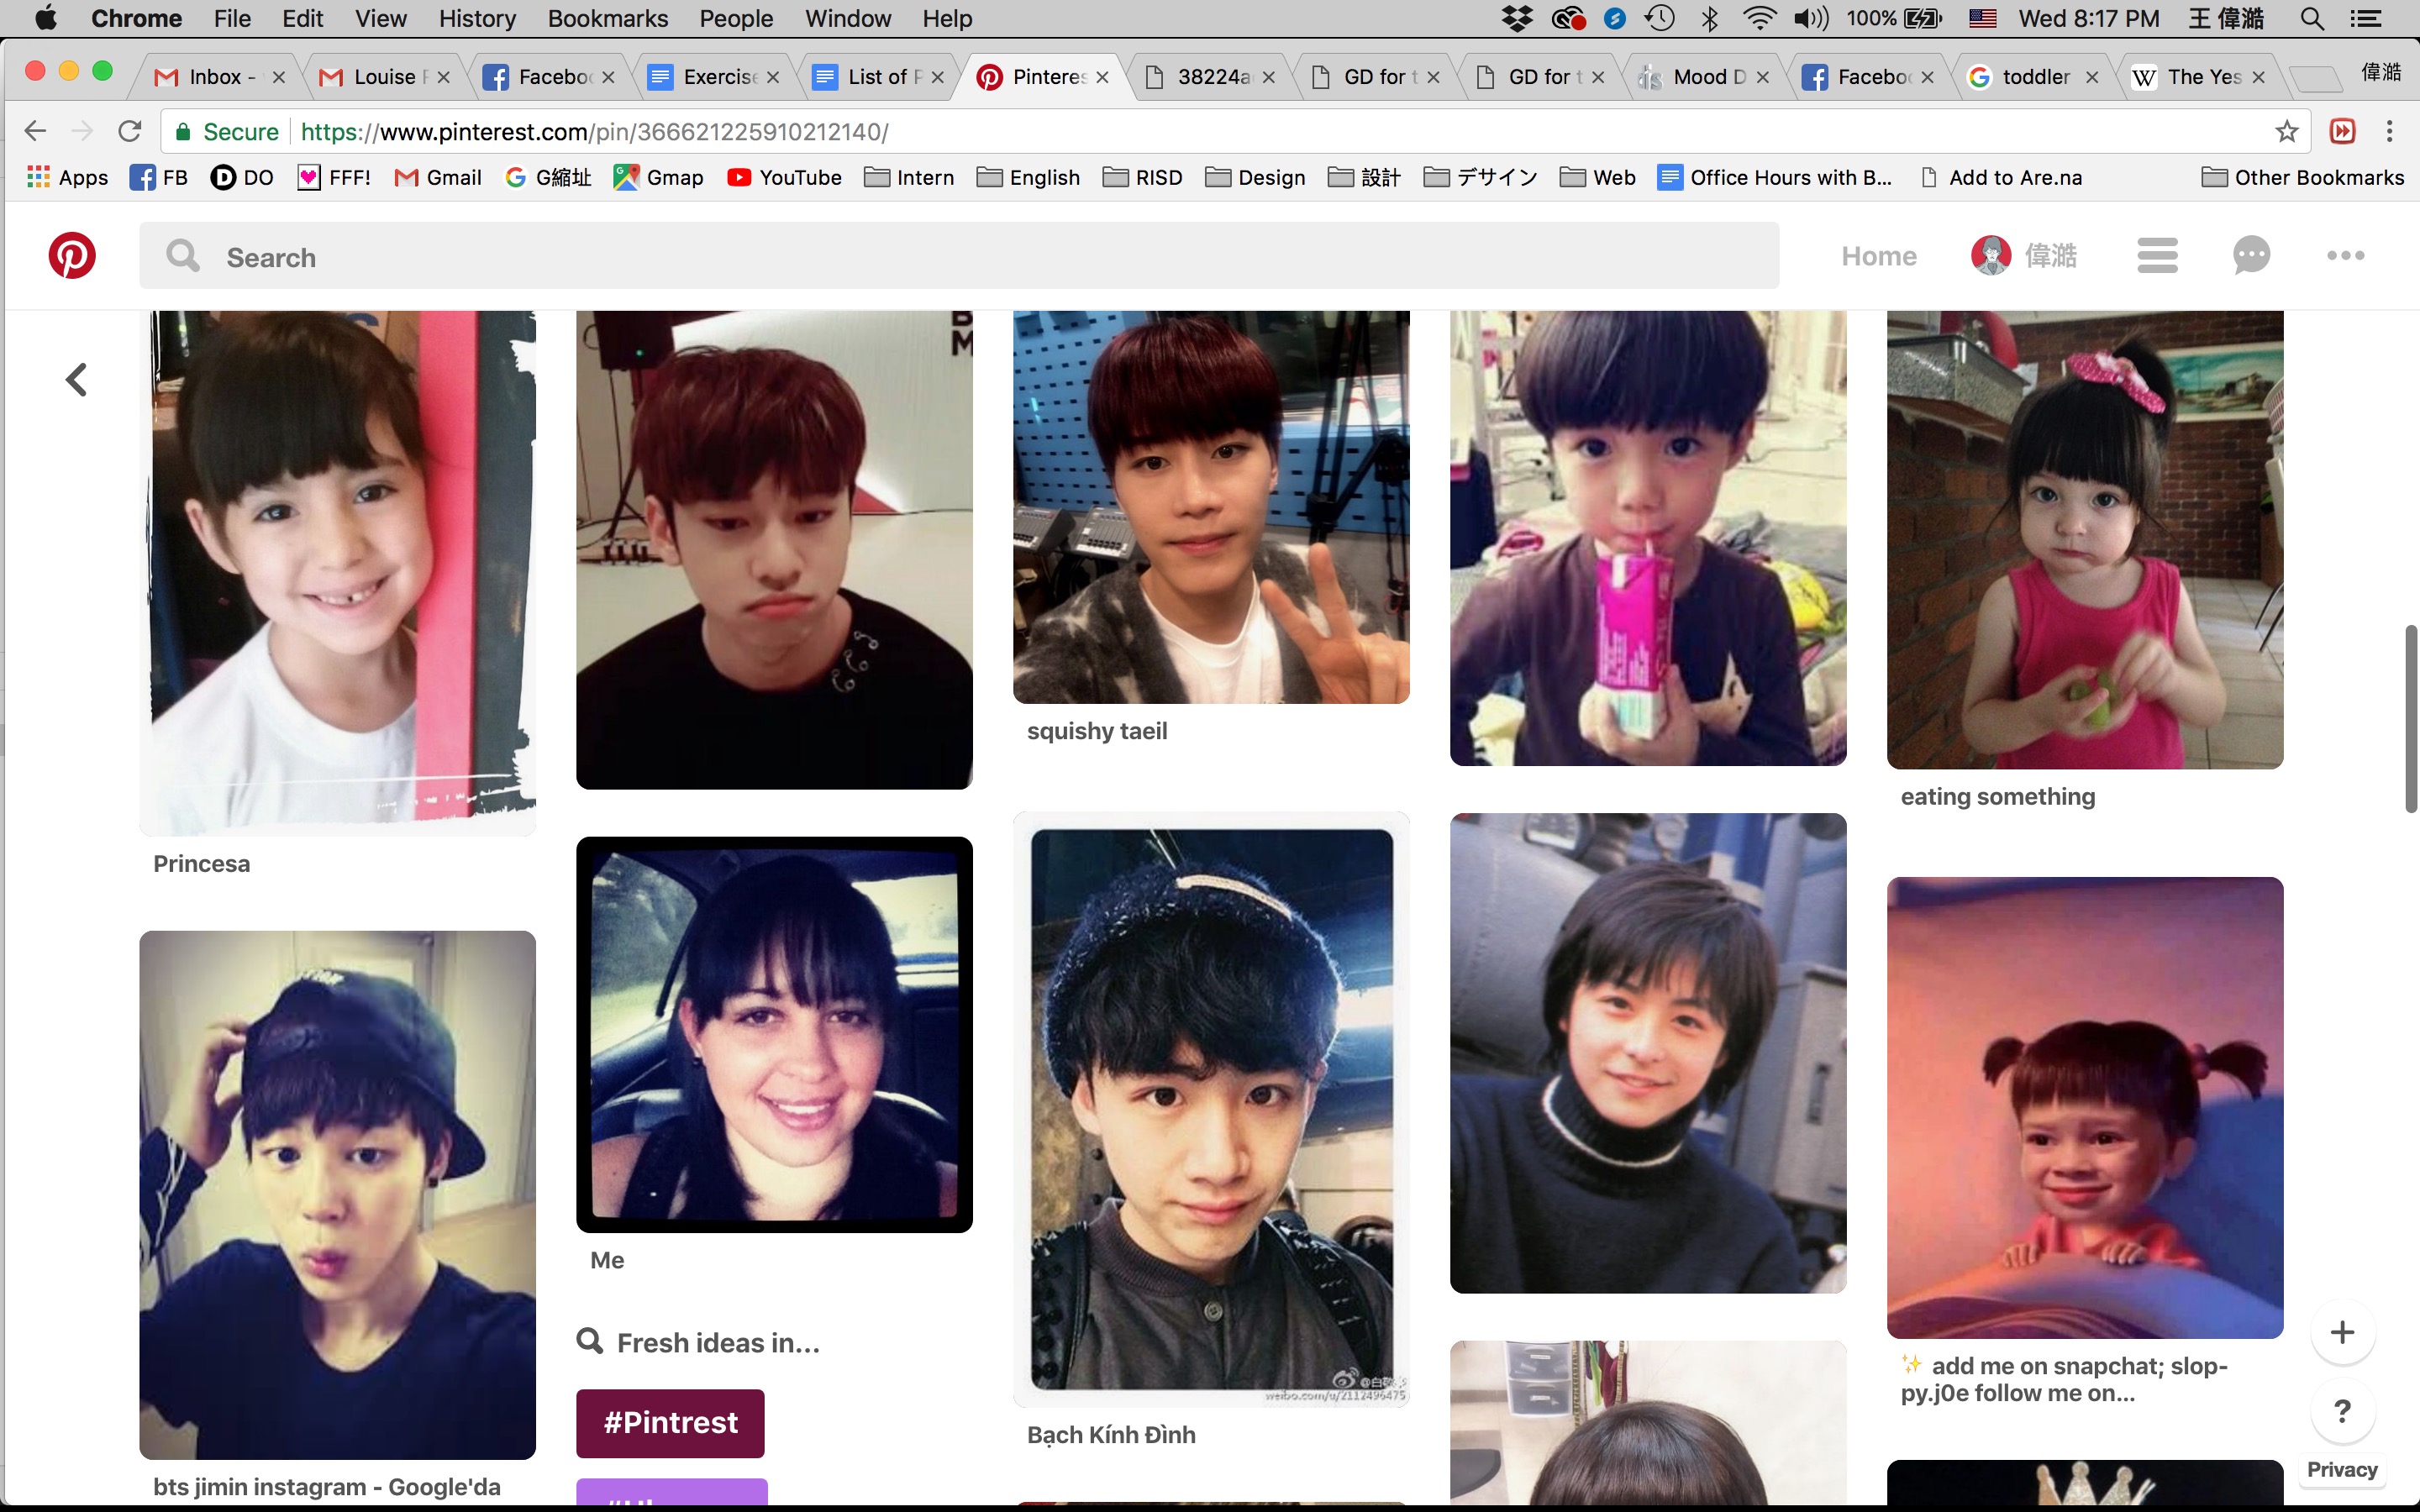 Chrome File Edit View History Bookmarks People Window Help 100% Wed 8:17 PM 王 偉澔
Inbox - Louise F Facebo Exercise List of F Pinteres 38224a GD for t GD for t Mood D Facebo toddler The Yes 偉澔
Secure https://www.pinterest.com/pin/366621225910212140/
Apps FB DO FFF! Gmail G縮址 Gmap YouTube Intern English RISD Design 設計 デサイン Web Office Hours with B... Add to Are.na Other Bookmarks
Search Home 偉澔
squishy taeil
eating something
Princesa
Me
Fresh ideas in...
#Pintrest
weibo.com/u/2112496475
Bạch Kính Đình
✨ add me on snapchat; slop-
py.j0e follow me on...
?
Privacy
bts jimin instagram - Google'da